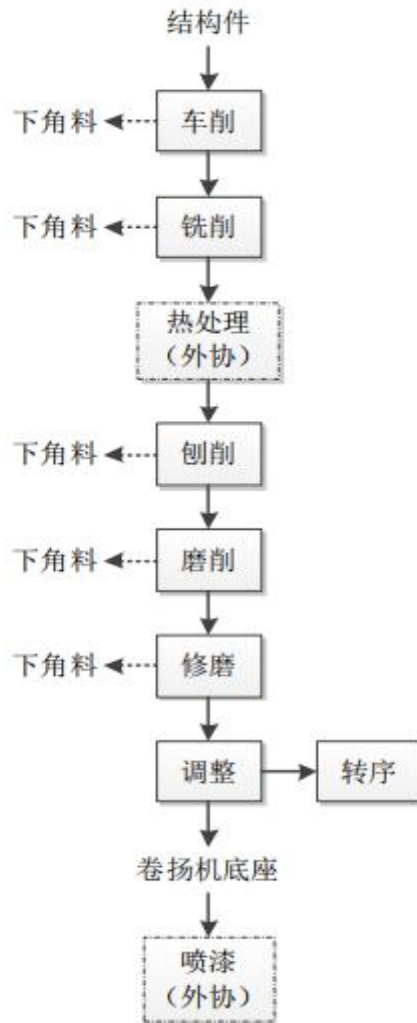 结构件
下角料
车削
下角料
铣削
热处理
（外协）
下角料
刨削
下角料
磨削
下角料
修磨
调整
转序
卷扬机底座
喷漆
（外协）